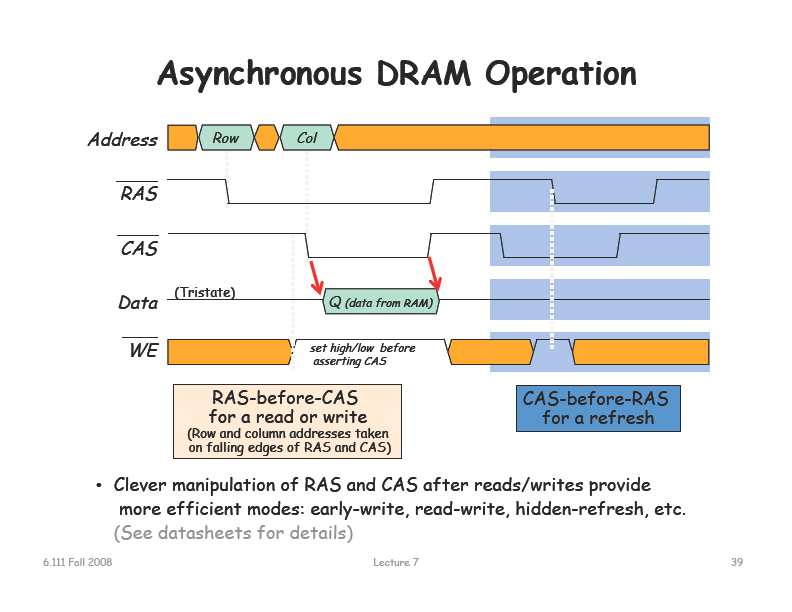 Asynchronous DRAM Operation
Address
Row
Col
RAS
CAS
Data
(Tristate)
Q (data from RAM)
WE
set high/low before
asserting CAS
RAS-before-CAS
for a read or write
(Row and column addresses taken
on falling edges of RAS and CAS)
CAS-before-RAS
for a refresh
• Clever manipulation of RAS and CAS after reads/writes provide
more efficient modes: early-write, read-write, hidden-refresh, etc.
(See datasheets for details)
6.111 Fall 2008
Lecture 7
39